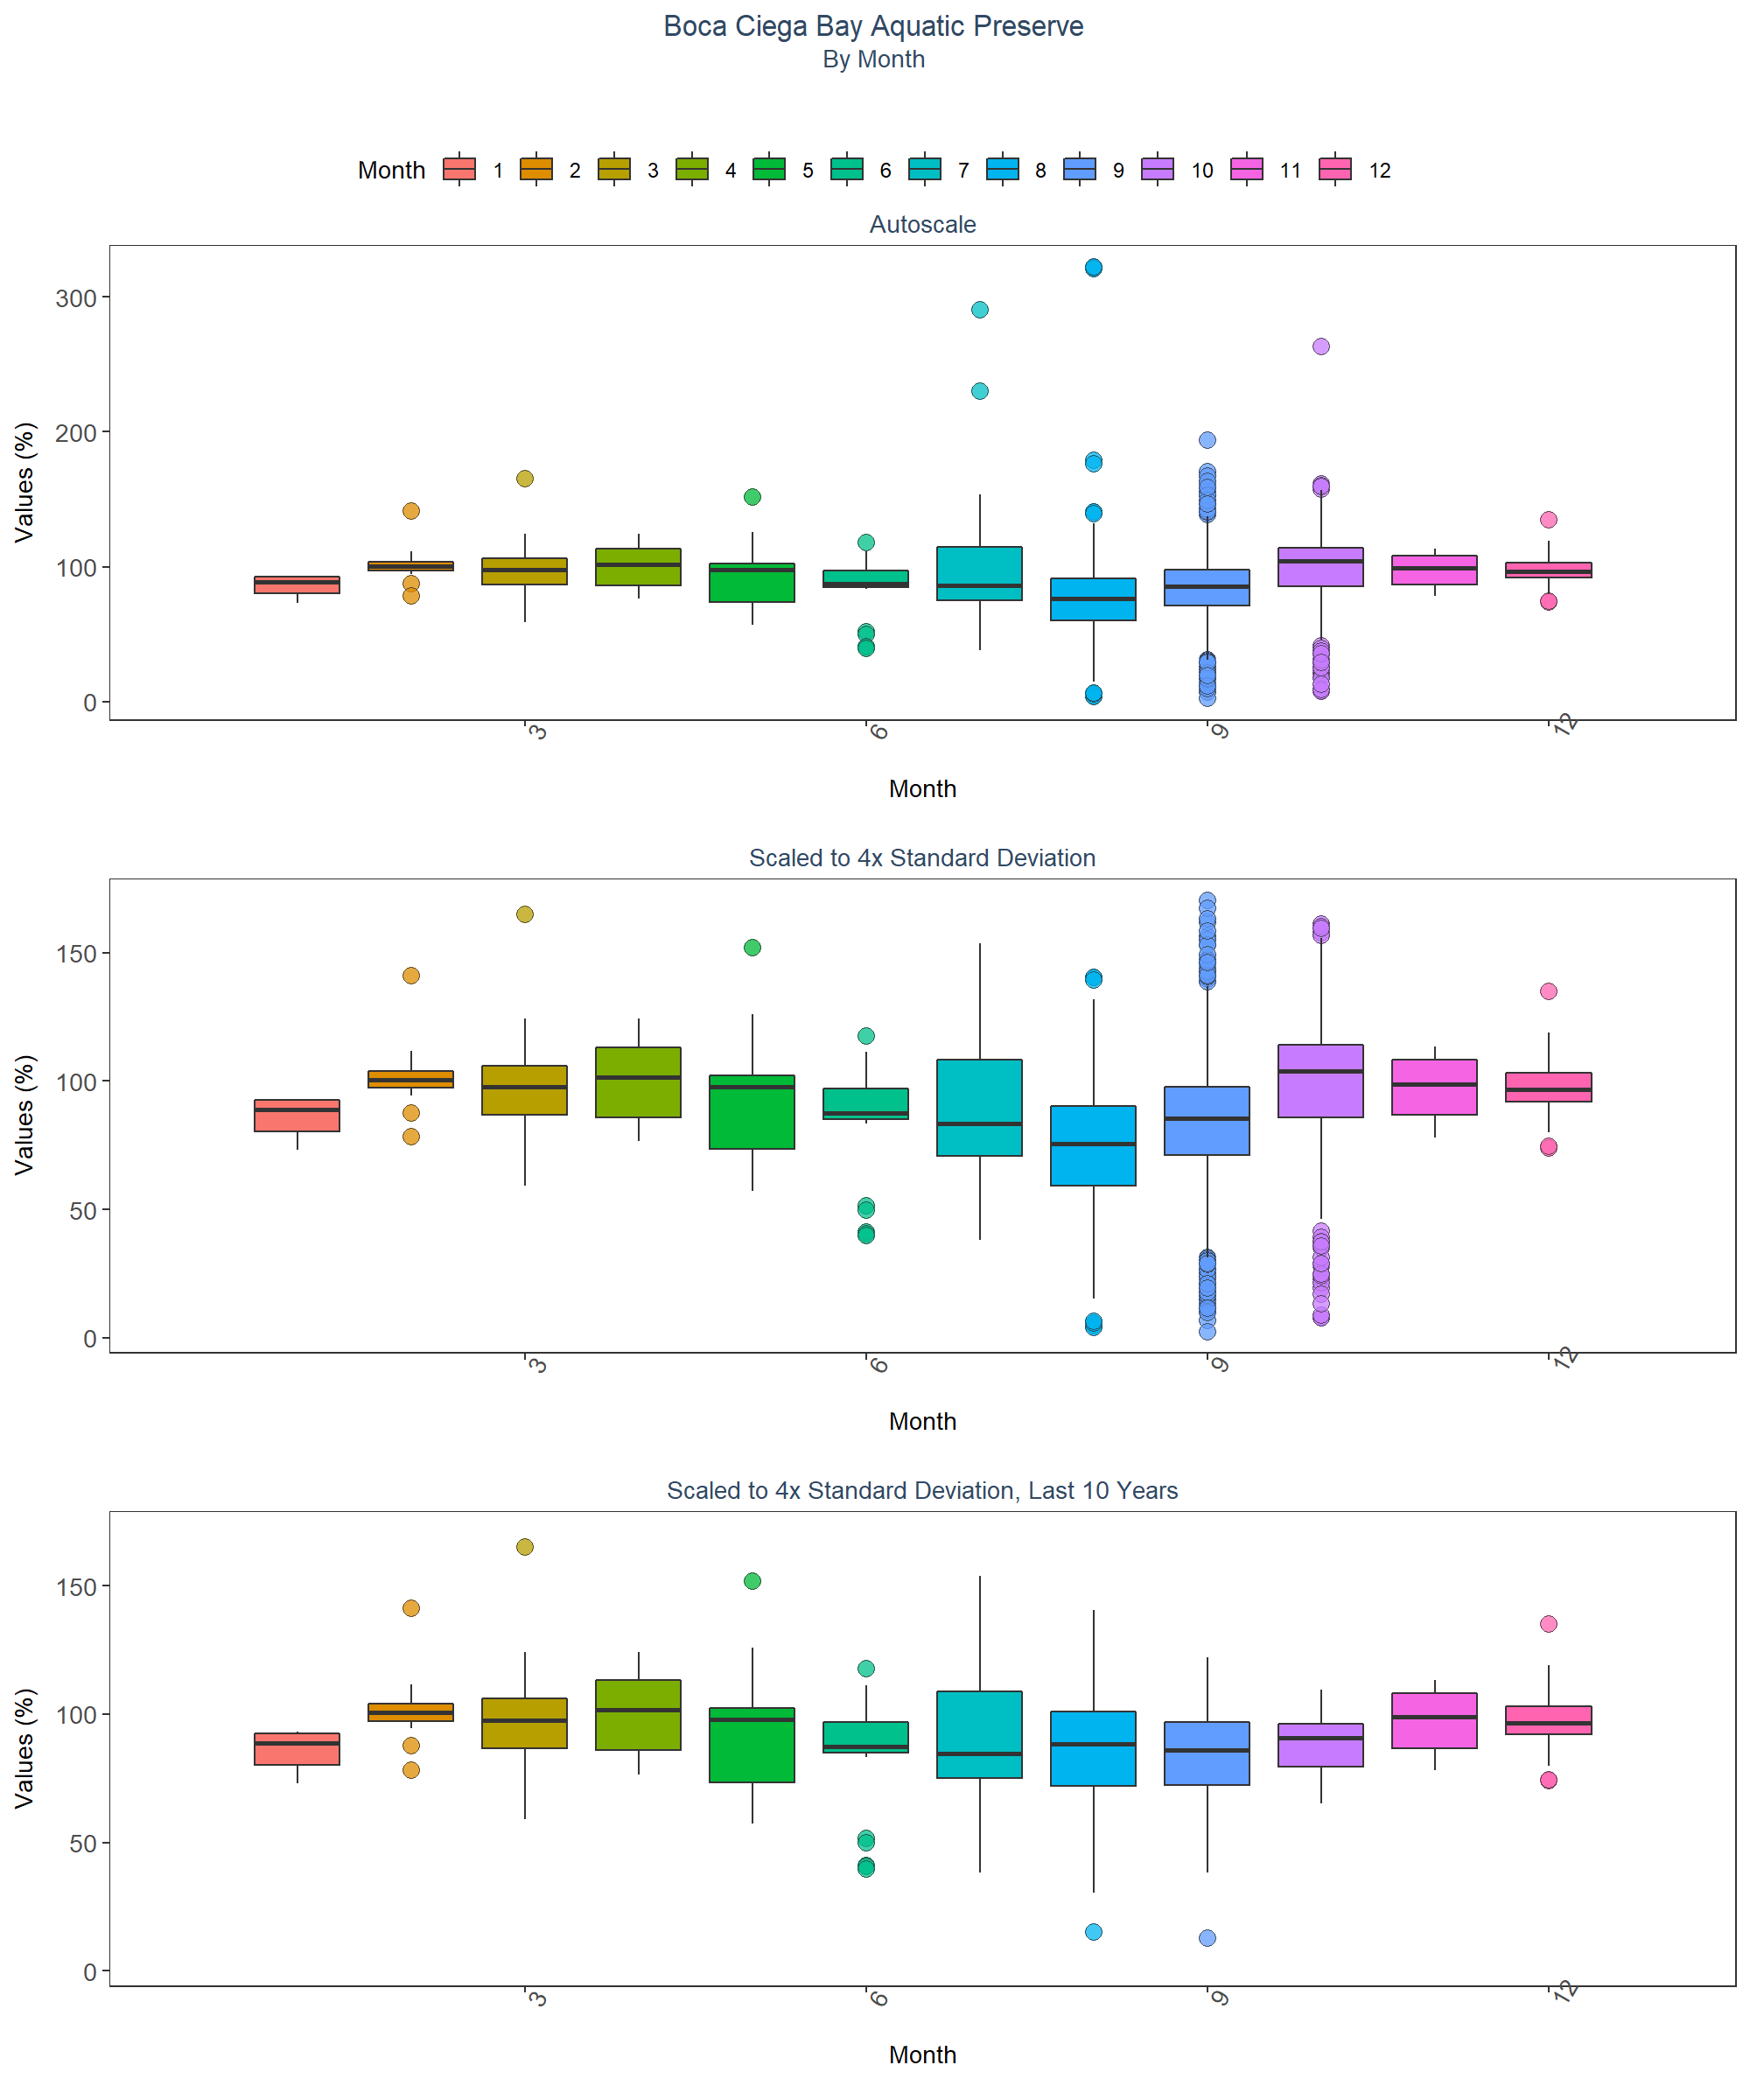 Boca Ciega Bay Aquatic Preserve
By Month
Month 1 2 3 4 5 6 7 8 9 10 11 12
Autoscale
Values (%)
300
200
100
0
3 6 9 12
Month
Scaled to 4x Standard Deviation
Values (%)
150
100
50
0
3 6 9 12
Month
Scaled to 4x Standard Deviation, Last 10 Years
Values (%)
150
100
50
0
3 6 9 12
Month